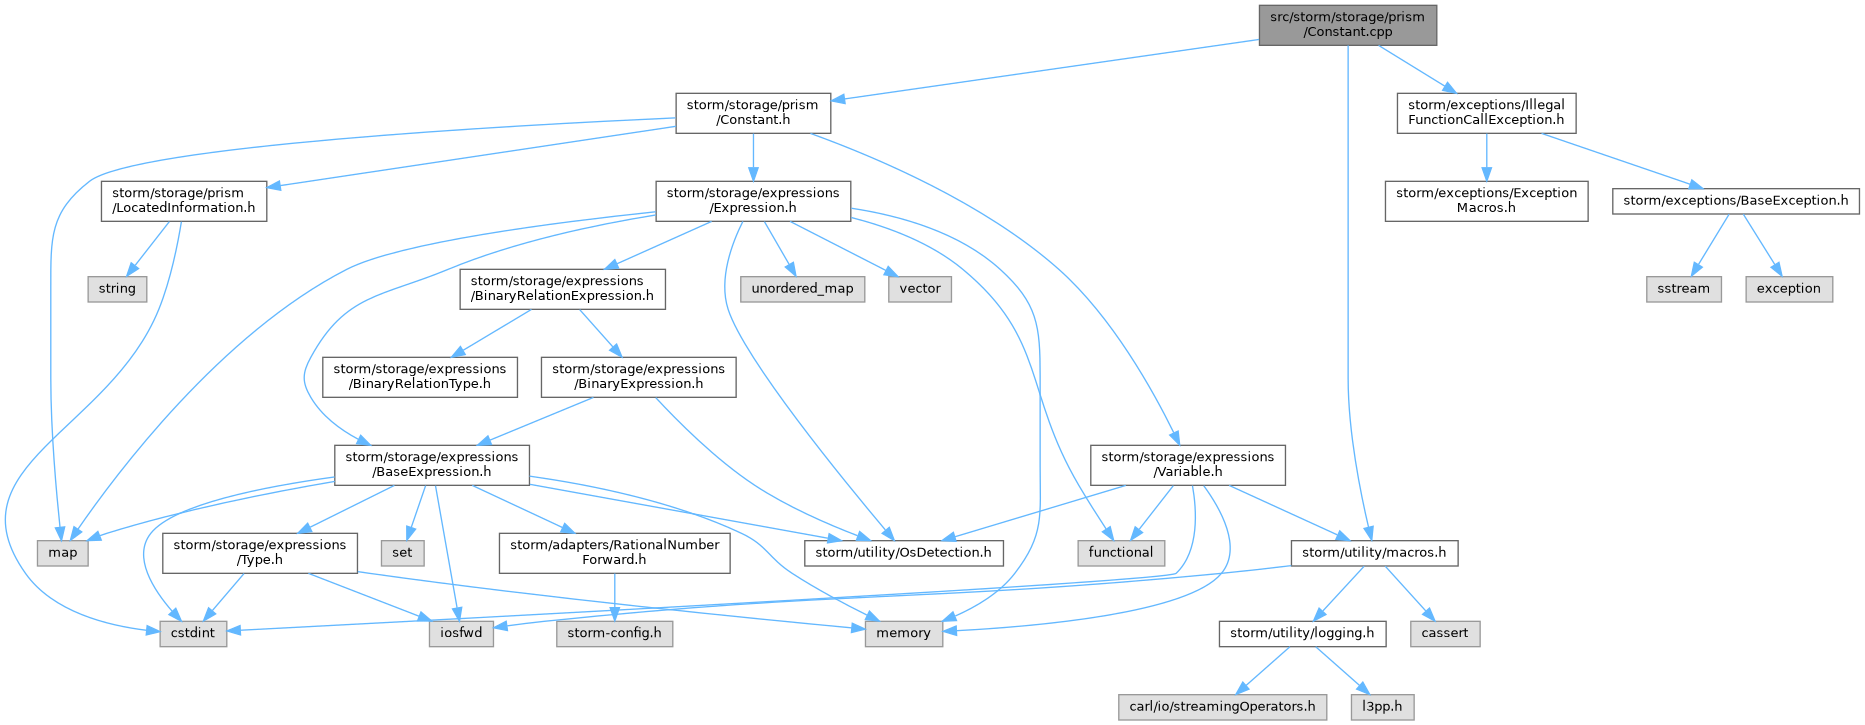 src/storm/storage/prism
/Constant.cpp
storm/storage/prism
/Constant.h
storm/exceptions/Illegal
FunctionCallException.h
storm/storage/prism
/LocatedInformation.h
storm/storage/expressions
/Expression.h
storm/exceptions/Exception
Macros.h
storm/exceptions/BaseException.h
string
storm/storage/expressions
/BinaryRelationExpression.h
unordered_map
vector
sstream
exception
storm/storage/expressions
/BinaryRelationType.h
storm/storage/expressions
/BinaryExpression.h
storm/storage/expressions
/BaseExpression.h
storm/storage/expressions
/Variable.h
map
storm/storage/expressions
/Type.h
set
storm/adapters/RationalNumber
Forward.h
storm/utility/OsDetection.h
functional
storm/utility/macros.h
cstdint
iosfwd
storm-config.h
memory
storm/utility/logging.h
cassert
carl/io/streamingOperators.h
l3pp.h